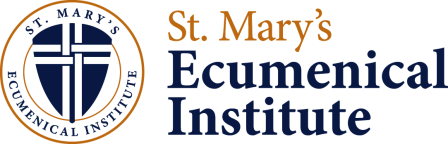 ST. MARY'S
ECUMENICAL INSTITUTE
St. Mary's
Ecumenical
Institute